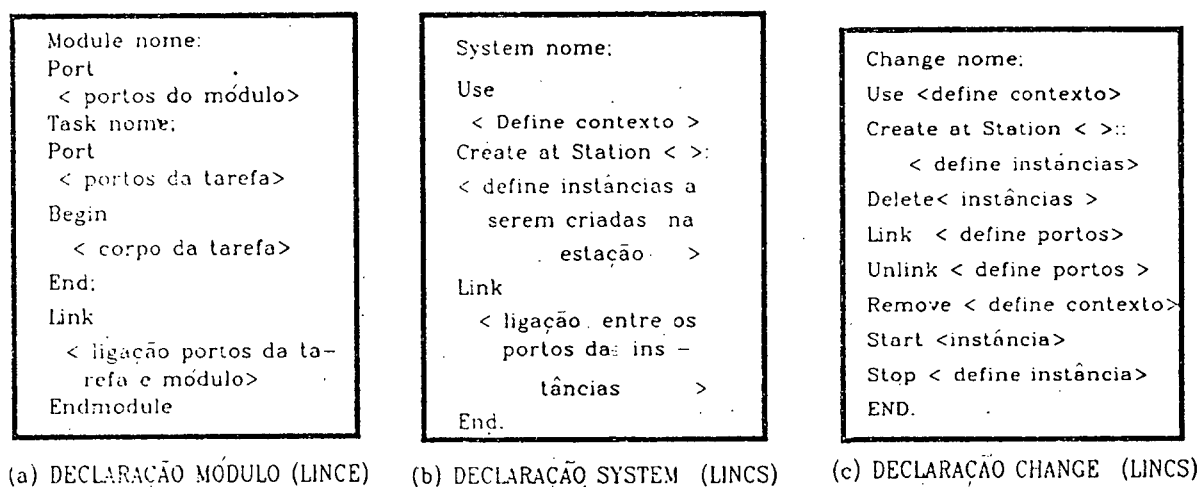 Module nome:
Port
< portos do módulo>
Task nome;
Port
< portos da tarefa>
Begin
< corpo da tarefa>
End;
Link
< ligação portos da ta-
refa e módulo>
Endmodule
(a) DECLARAÇÃO MÓDULO (LINCE)
System nome;
Use
< Define contexto >
Create at Station < >:
< define instâncias a
serem criadas na
estação >
Link
< ligação entre os
portos das ins -
tâncias >
End.
(b) DECLARAÇÃO SYSTEM (LINCS)
Change nome;
Use <define contexto>
Create at Station < >::
< define instâncias>
Delete< instâncias >
Link < define portos>
Unlink < define portos >
Remove < define contexto>
Start <instância>
Stop < define instância>
END.
(c) DECLARAÇÃO CHANGE (LINCS)